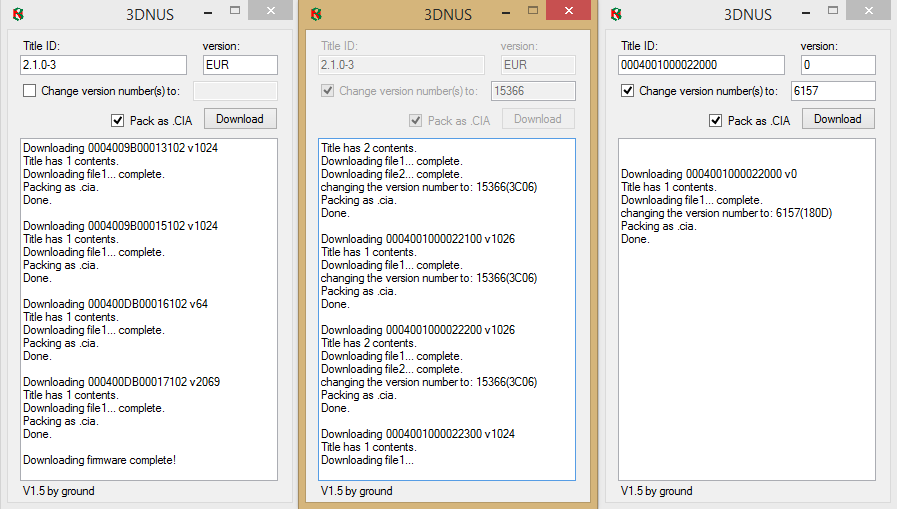 3DNUS
Title ID:
version:
2.1.0-3
EUR
Change version number(s) to:
Pack as .CIA
Download
Downloading 0004009B00013102 v1024
Title has 1 contents.
Downloading file1... complete.
Packing as .cia.
Done.
Downloading 0004009B00015102 v1024
Title has 1 contents.
Downloading file1... complete.
Packing as .cia.
Done.
Downloading 000400DB00016102 v64
Title has 1 contents.
Downloading file1... complete.
Packing as .cia.
Done.
Downloading 000400DB00017102 v2069
Title has 1 contents.
Downloading file1... complete.
Packing as .cia.
Done.
Downloading firmware complete!
V1.5 by ground
3DNUS
Title ID:
version:
2.1.0-3
EUR
Change version number(s) to:
15366
Pack as .CIA
Download
Title has 2 contents.
Downloading file1... complete.
Downloading file2... complete.
changing the version number to: 15366(3C06)
Packing as .cia.
Done.
Downloading 0004001000022100 v1026
Title has 1 contents.
Downloading file1... complete.
changing the version number to: 15366(3C06)
Packing as .cia.
Done.
Downloading 0004001000022200 v1026
Title has 2 contents.
Downloading file1... complete.
Downloading file2... complete.
changing the version number to: 15366(3C06)
Packing as .cia.
Done.
Downloading 0004001000022300 v1024
Title has 1 contents.
Downloading file1...
V1.5 by ground
3DNUS
Title ID:
version:
0004001000022000
0
Change version number(s) to:
6157
Pack as .CIA
Download
Downloading 0004001000022000 v0
Title has 1 contents.
Downloading file1... complete.
changing the version number to: 6157(180D)
Packing as .cia.
Done.
V1.5 by ground